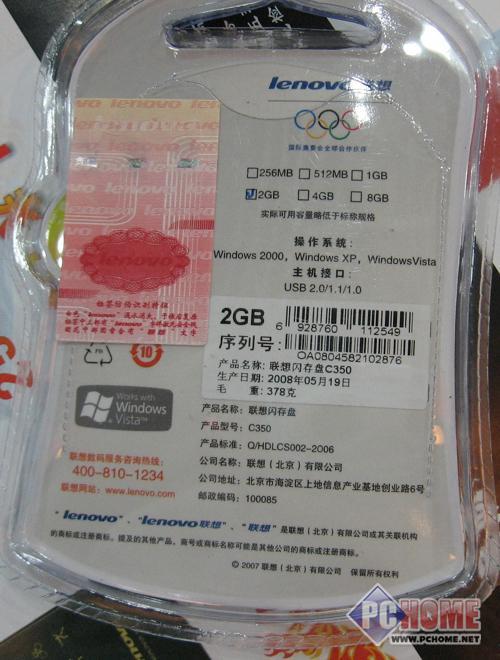 lenovo联想
国际奥委会全球合作伙伴
256MB 512MB 1GB
2GB 4GB 8GB
实际可用容量略低于标称规格
操作系统:
Windows 2000, Windows XP, WindowsVista
主机接口:
USB 2.0/1.1/1.0
lenovo
2GB
6 928760 112549
序列号:
OA0804582102876
产品名称: 联想闪存盘C350
生产日期: 2008年05月19日
毛 重: 378克
10
Works with
Windows
Vista™
产品名称: 联想闪存盘
产品型号: C350
产品标准: Q/HDLCS002-2006
公司名称: 联想(北京)有限公司
公司地址: 北京市海淀区上地信息产业基地创业路6号
邮政编码: 100085
联想数码服务咨询热线:
400-810-1234
联想网站: www.lenovo.com
"lenovo"、"lenovo联想"、"联想"是联想(北京)有限公司或其关联机构
的商标或注册商标。提及的其他产品、商号或商标名称可能是其他公司的商标或注册商标。
© 2007 联想(北京)有限公司 保留所有权利
PCHOME
WWW.PCHOME.NET